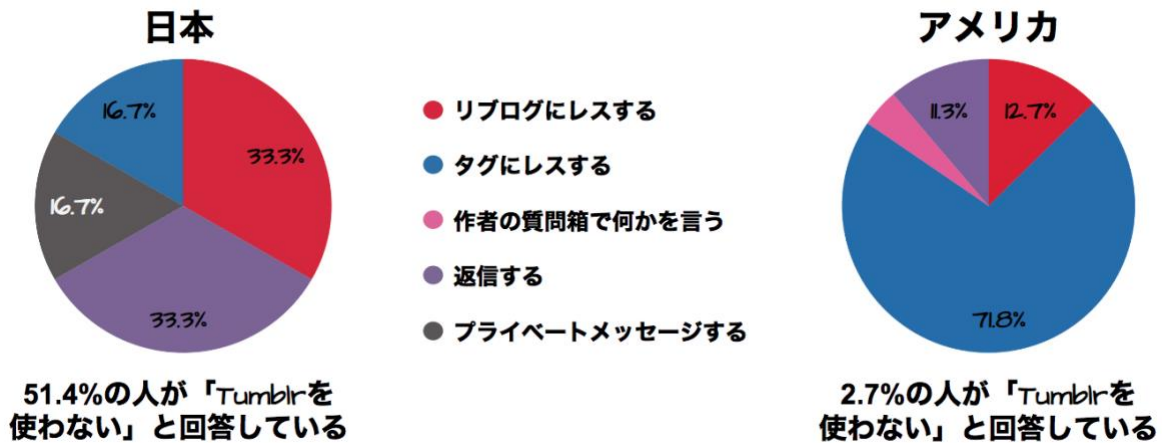 日本
アメリカ
16.7%
33.3%
16.7%
33.3%
リブログにレスする
タグにレスする
作者の質問箱で何かを言う
返信する
プライベートメッセージする
11.3%
12.7%
71.8%
51.4%の人が「Tumblrを
使わない」と回答している
2.7%の人が「Tumblrを
使わない」と回答している